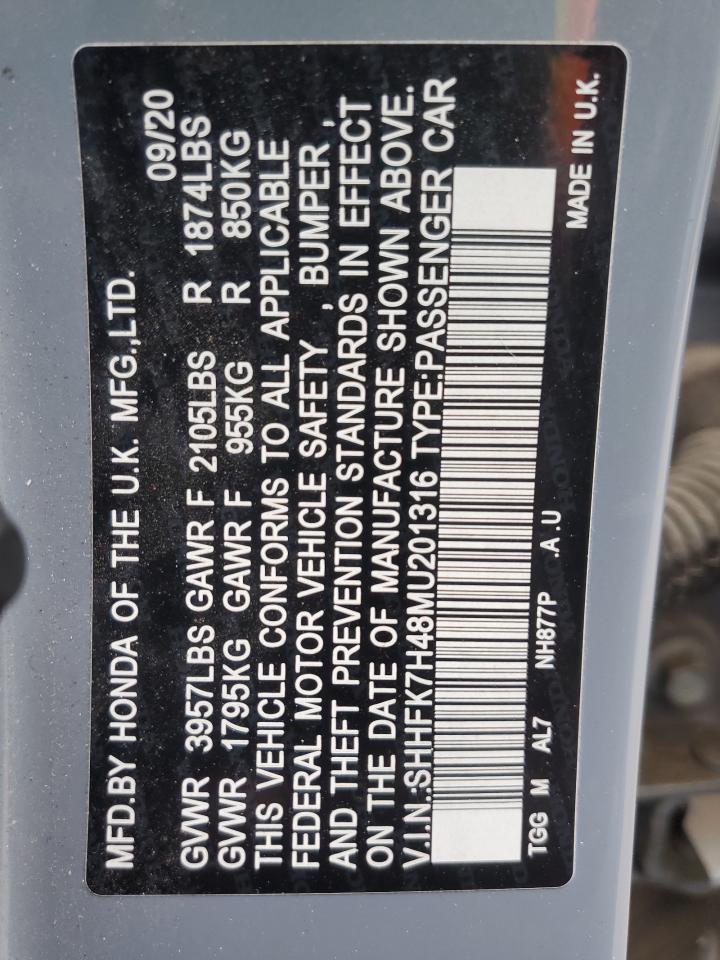 MFD.BY HONDA OF THE U.K. MFG.,LTD. 09/20
GVWR 3957LBS GAWR F 2105LBS R 1874LBS
GVWR 1795KG GAWR F 955KG R 850KG
THIS VEHICLE CONFORMS TO ALL APPLICABLE
FEDERAL MOTOR VEHICLE SAFETY , BUMPER ,
AND THEFT PREVENTION STANDARDS IN EFFECT
ON THE DATE OF MANUFACTURE SHOWN ABOVE.
V.I.N.:SHHFK7H48MU201316 TYPE:PASSENGER CAR
TGG M AL7 NH877P .A .U
MADE IN U.K.